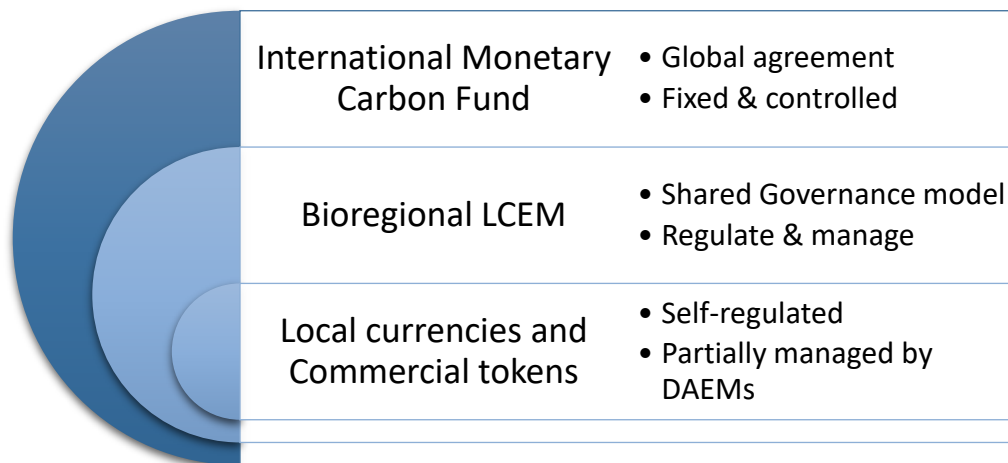 International Monetary
Carbon Fund
• Global agreement
• Fixed & controlled
Bioregional LCEM
• Shared Governance model
• Regulate & manage
Local currencies and
Commercial tokens
• Self-regulated
• Partially managed by
DAEMs